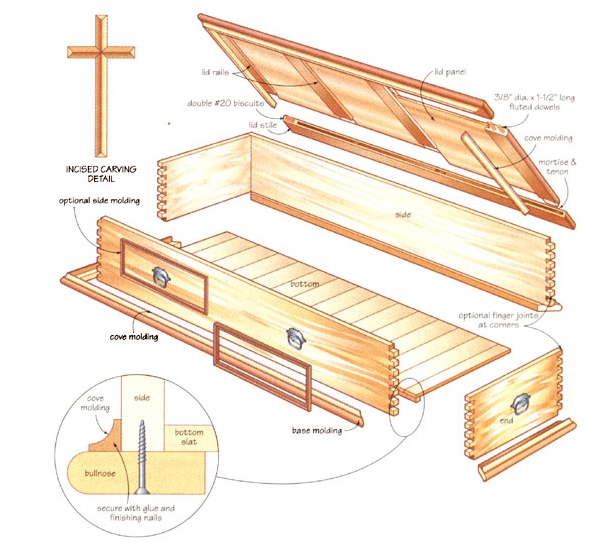 lid rails
lid panel
double #20 biscuits
3/8" dia. x 1-1/2" long
fluted dowels
lid stile
cove molding
mortise &
tenon
INCISED CARVING
DETAIL
optional side molding
side
bottom
optional finger joints
at corners
cove molding
base molding
end
cove
molding
side
bottom
slat
bullnose
secure with glue and
finishing nails